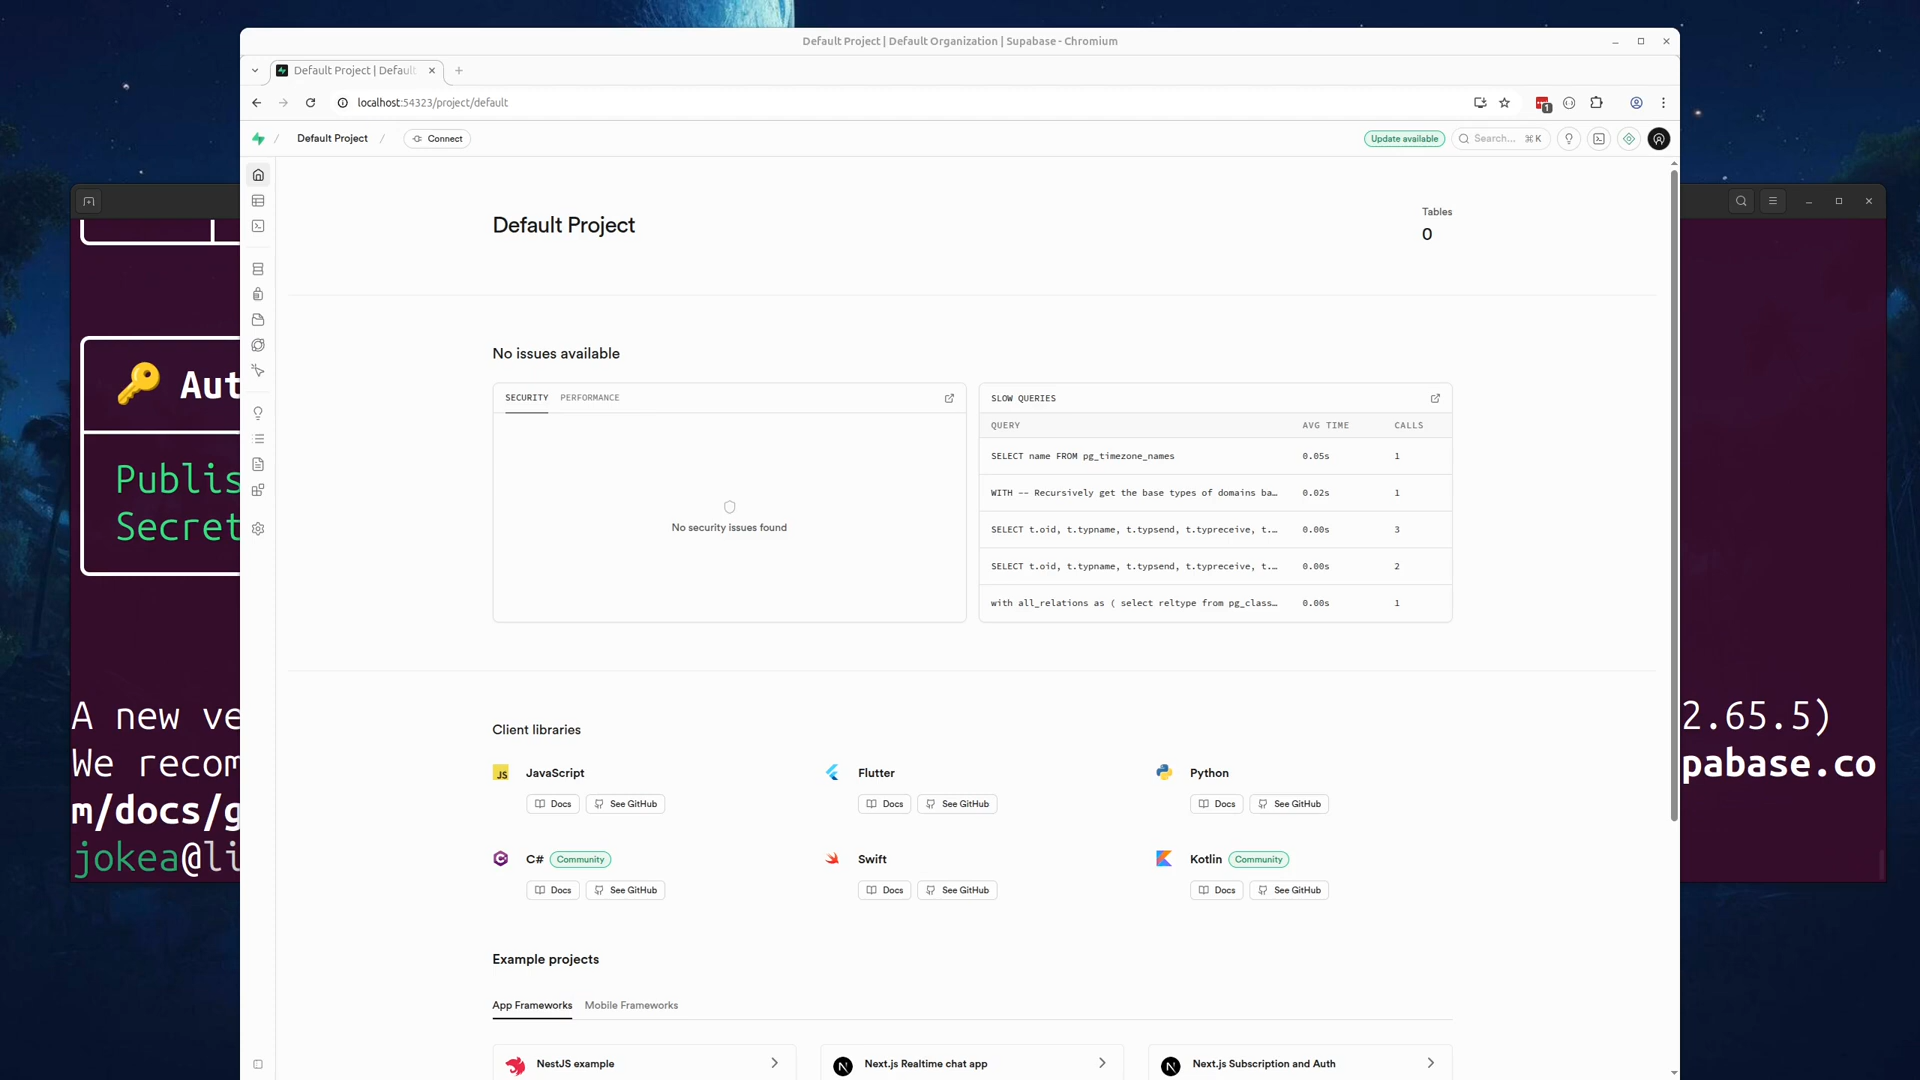 Default Project | Default Organization | Supabase - Chromium
Default Project | Default
localhost:54323/project/default
1
/ Default Project / Connect
Update available
Search... ⌘K
Default Project
Tables
0
No issues available
SECURITY PERFORMANCE
No security issues found
SLOW QUERIES
QUERY AVG TIME CALLS
SELECT name FROM pg_timezone_names 0.05s 1
WITH -- Recursively get the base types of domains ba… 0.02s 1
SELECT t.oid, t.typname, t.typsend, t.typreceive, t.… 0.00s 3
SELECT t.oid, t.typname, t.typsend, t.typreceive, t.… 0.00s 2
with all_relations as ( select reltype from pg_class… 0.00s 1
Client libraries
JS JavaScript
Docs See GitHub
Flutter
Docs See GitHub
Python
Docs See GitHub
C# Community
Docs See GitHub
Swift
Docs See GitHub
Kotlin Community
Docs See GitHub
Example projects
App Frameworks Mobile Frameworks
NestJS example
N Next.js Realtime chat app
N Next.js Subscription and Auth
Aut
Publis
Secret
A new ve
2.65.5)
We recom
pabase.co
m/docs/g
jokea@li